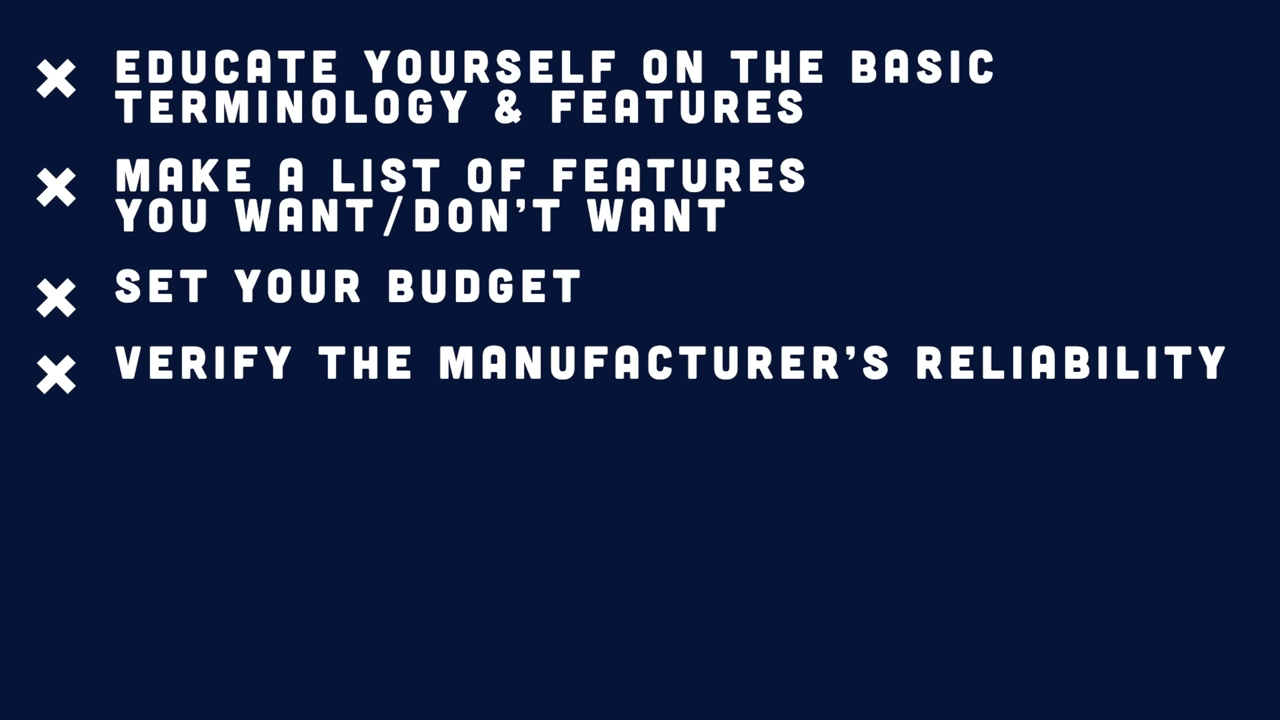 EDUCATE YOURSELF ON THE BASIC
TERMINOLOGY & FEATURES
MAKE A LIST OF FEATURES
YOU WANT/DON'T WANT
SET YOUR BUDGET
VERIFY THE MANUFACTURER'S RELIABILITY